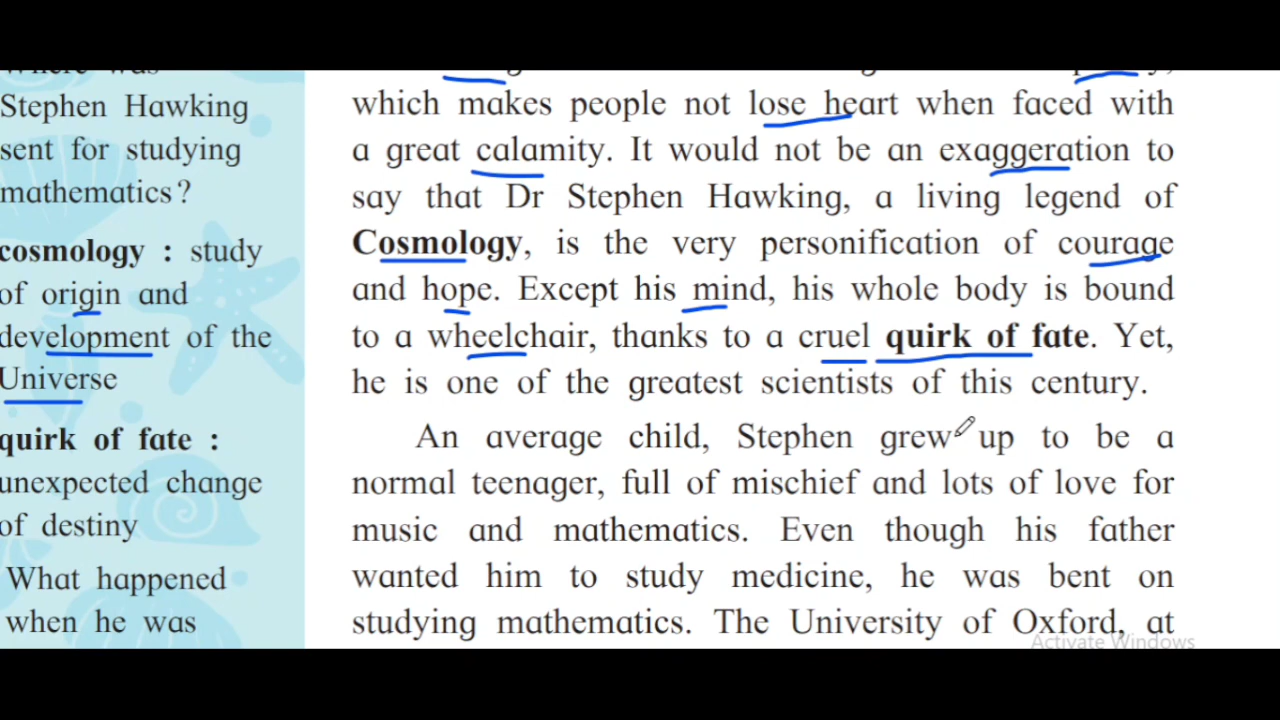 Stephen Hawking
sent for studying
mathematics?
cosmology : study
of origin and
development of the
Universe
quirk of fate :
unexpected change
of destiny
What happened
when he was
which makes people not lose heart when faced with
a great calamity. It would not be an exaggeration to
say that Dr Stephen Hawking, a living legend of
Cosmology, is the very personification of courage
and hope. Except his mind, his whole body is bound
to a wheelchair, thanks to a cruel quirk of fate. Yet,
he is one of the greatest scientists of this century.
An average child, Stephen grew up to be a
normal teenager, full of mischief and lots of love for
music and mathematics. Even though his father
wanted him to study medicine, he was bent on
studying mathematics. The University of Oxford, at
Activate Windows